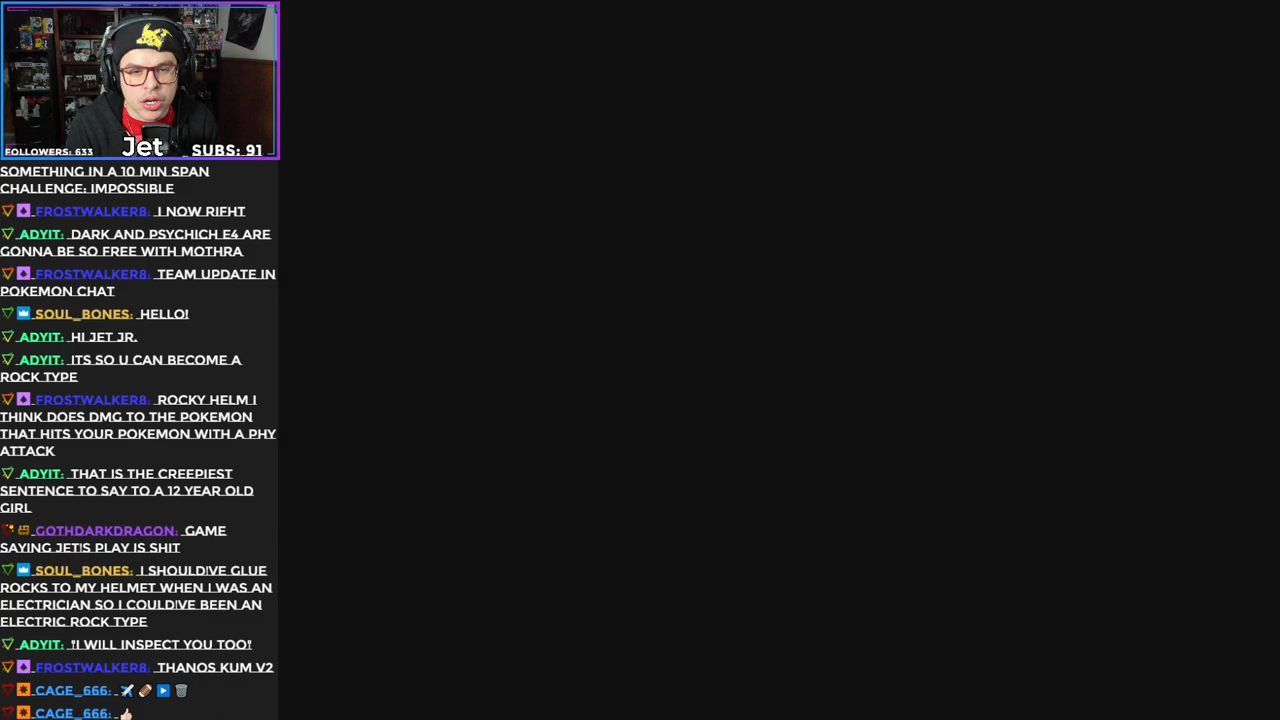 FOLLOWERS: 633
Jet
SUBS: 91
SOMETHING IN A 10 MIN SPAN
CHALLENGE: IMPOSSIBLE
FROSTWALKER8: I NOW RIFHT
ADYIT: DARK AND PSYCHICH E4 ARE
GONNA BE SO FREE WITH MOTHRA
FROSTWALKER8: TEAM UPDATE IN
POKEMON CHAT
SOUL_BONES: HELLO!
ADYIT: HI JET JR.
ADYIT: ITS SO U CAN BECOME A
ROCK TYPE
FROSTWALKER8: ROCKY HELM I
THINK DOES DMG TO THE POKEMON
THAT HITS YOUR POKEMON WITH A PHY
ATTACK
ADYIT: THAT IS THE CREEPIEST
SENTENCE TO SAY TO A 12 YEAR OLD
GIRL
GOTHDARKDRAGON: GAME
SAYING JET'S PLAY IS SHIT
SOUL_BONES: I SHOULD'VE GLUE
ROCKS TO MY HELMET WHEN I WAS AN
ELECTRICIAN SO I COULD'VE BEEN AN
ELECTRIC ROCK TYPE
ADYIT: "I WILL INSPECT YOU TOO"
FROSTWALKER8: THANOS KUM V2
CAGE_666: ✈️ 🏈 ▶️ 🗑️
CAGE_666: 👍🏻